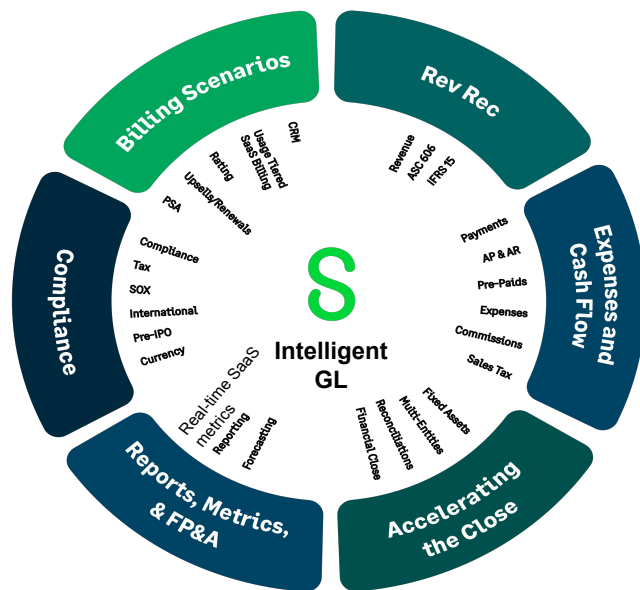 Billing Scenarios
CRM
Usage Tiered
SaaS Billing
Rating
Upsells/Renewals
PSA
Rev Rec
Revenue
ASC 606
IFRS 15
Expenses and
Cash Flow
Payments
AP & AR
Pre-Paids
Expenses
Commissions
Sales Tax
Accelerating
the Close
Fixed Assets
Multi-Entities
Reconciliations
Financial Close
Reports, Metrics,
& FP&A
Real-time SaaS
metrics
Reporting
Forecasting
Compliance
Compliance
Tax
SOX
International
Pre-IPO
Currency
Intelligent
GL